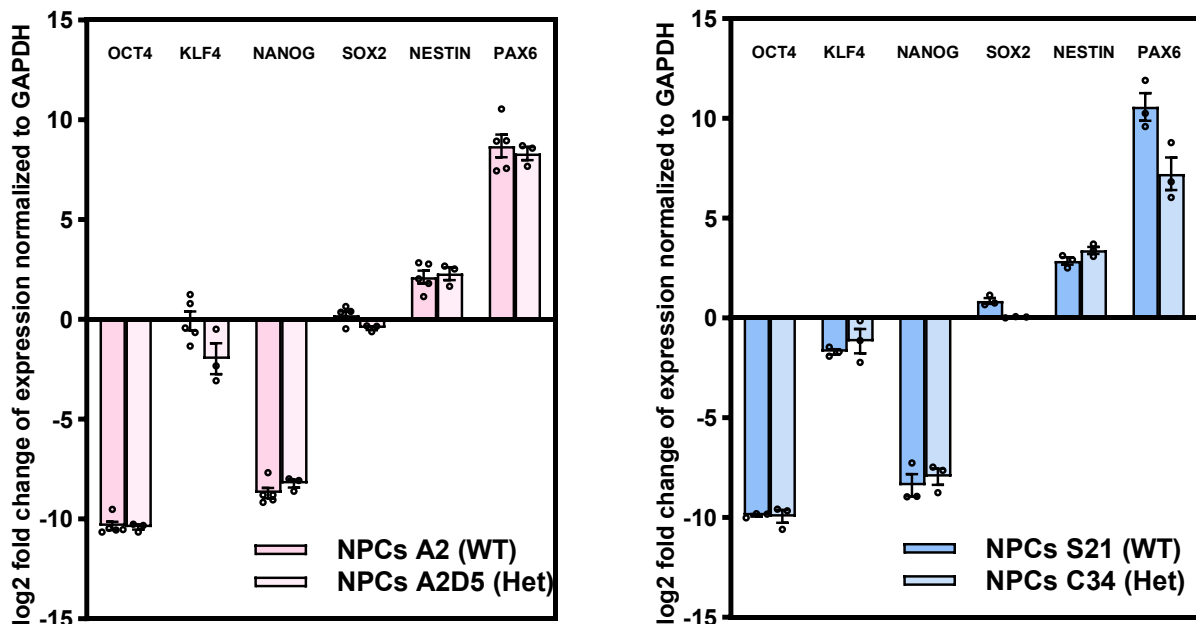 log2 fold change of expression normalized to GAPDH
15
10
5
0
-5
-10
-15
OCT4 KLF4 NANOG SOX2 NESTIN PAX6
NPCs A2 (WT)
NPCs A2D5 (Het)
log2 fold change of expression normalized to GAPDH
15
10
5
0
-5
-10
-15
OCT4 KLF4 NANOG SOX2 NESTIN PAX6
NPCs S21 (WT)
NPCs C34 (Het)